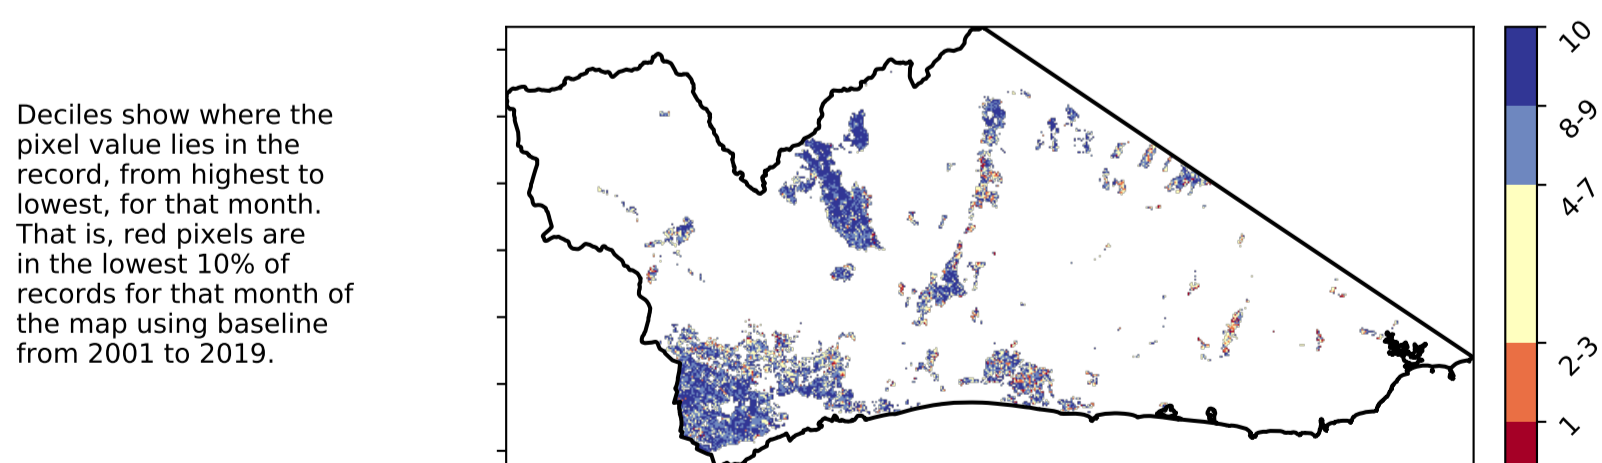 Deciles show where the
pixel value lies in the
record, from highest to
lowest, for that month.
That is, red pixels are
in the lowest 10% of
records for that month of
the map using baseline
from 2001 to 2019.
10
8-9
4-7
2-3
1